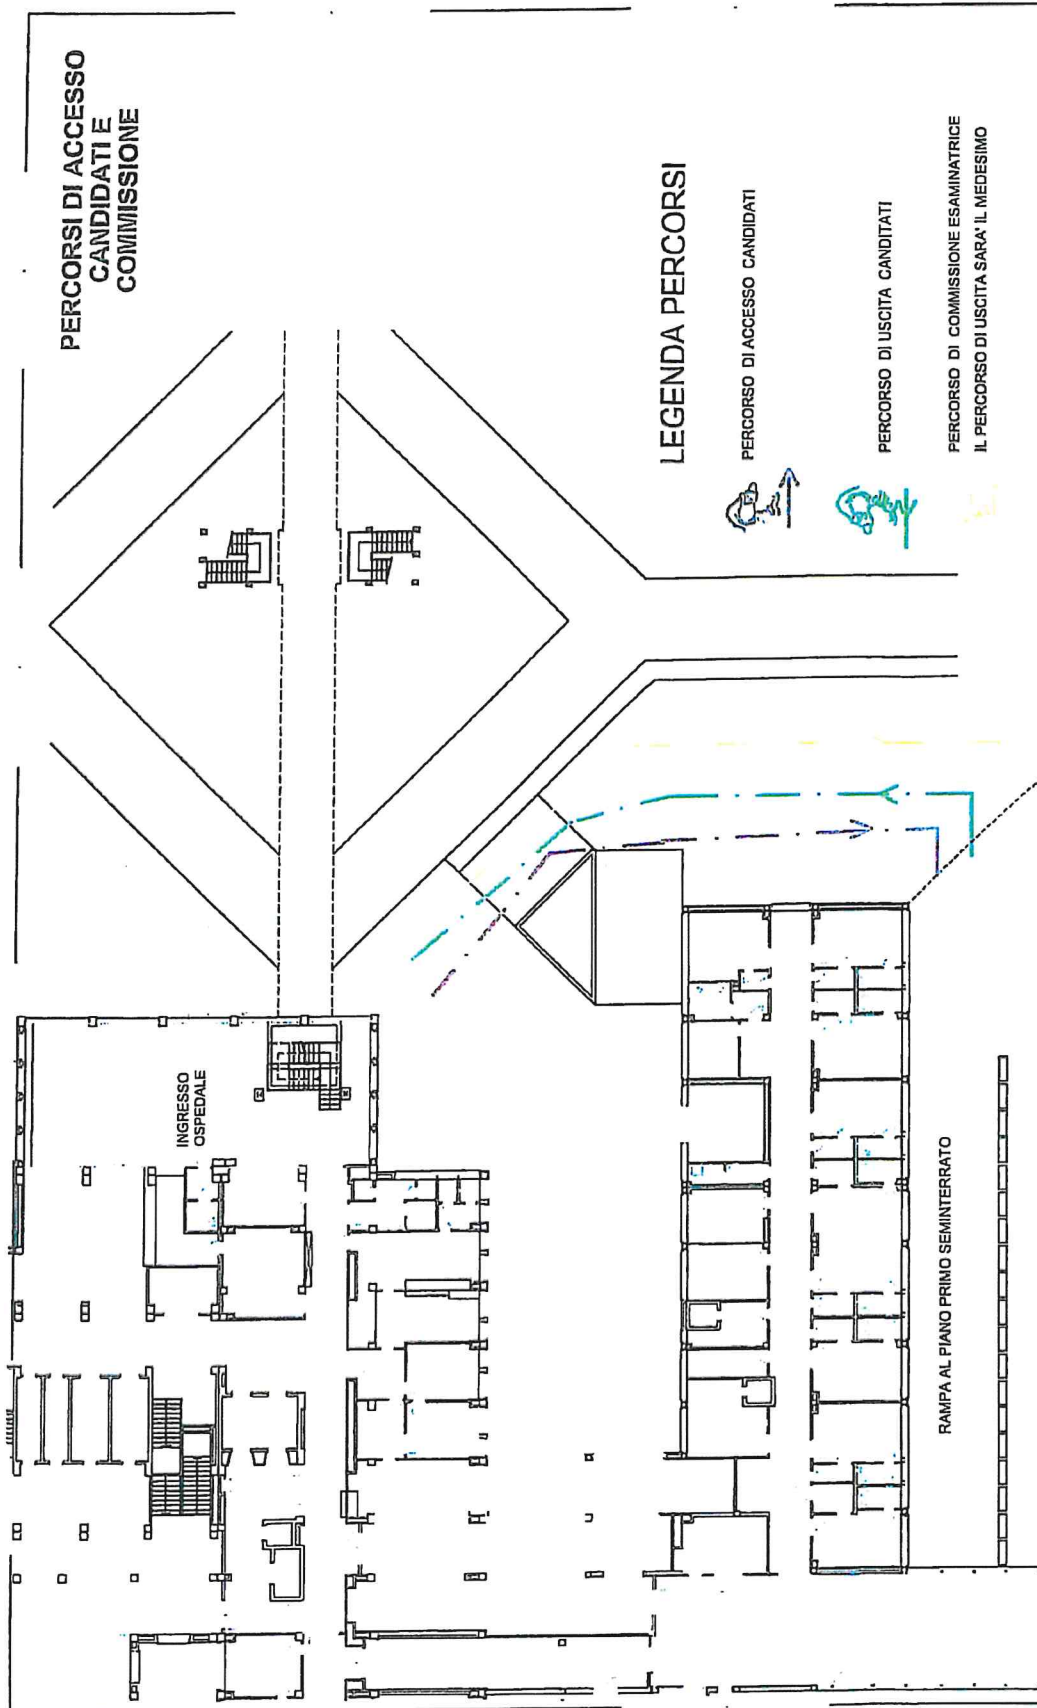 PERCORSI DI ACCESSO
CANDIDATI E
COMMISSIONE
LEGENDA PERCORSI
PERCORSO DI ACCESSO CANDIDATI
PERCORSO DI USCITA CANDITATI
PERCORSO DI COMMISSIONE ESAMINATRICE
IL PERCORSO DI USCITA SARA' IL MEDESIMO
INGRESSO
OSPEDALE
RAMPA AL PIANO PRIMO SEMINTERRATO